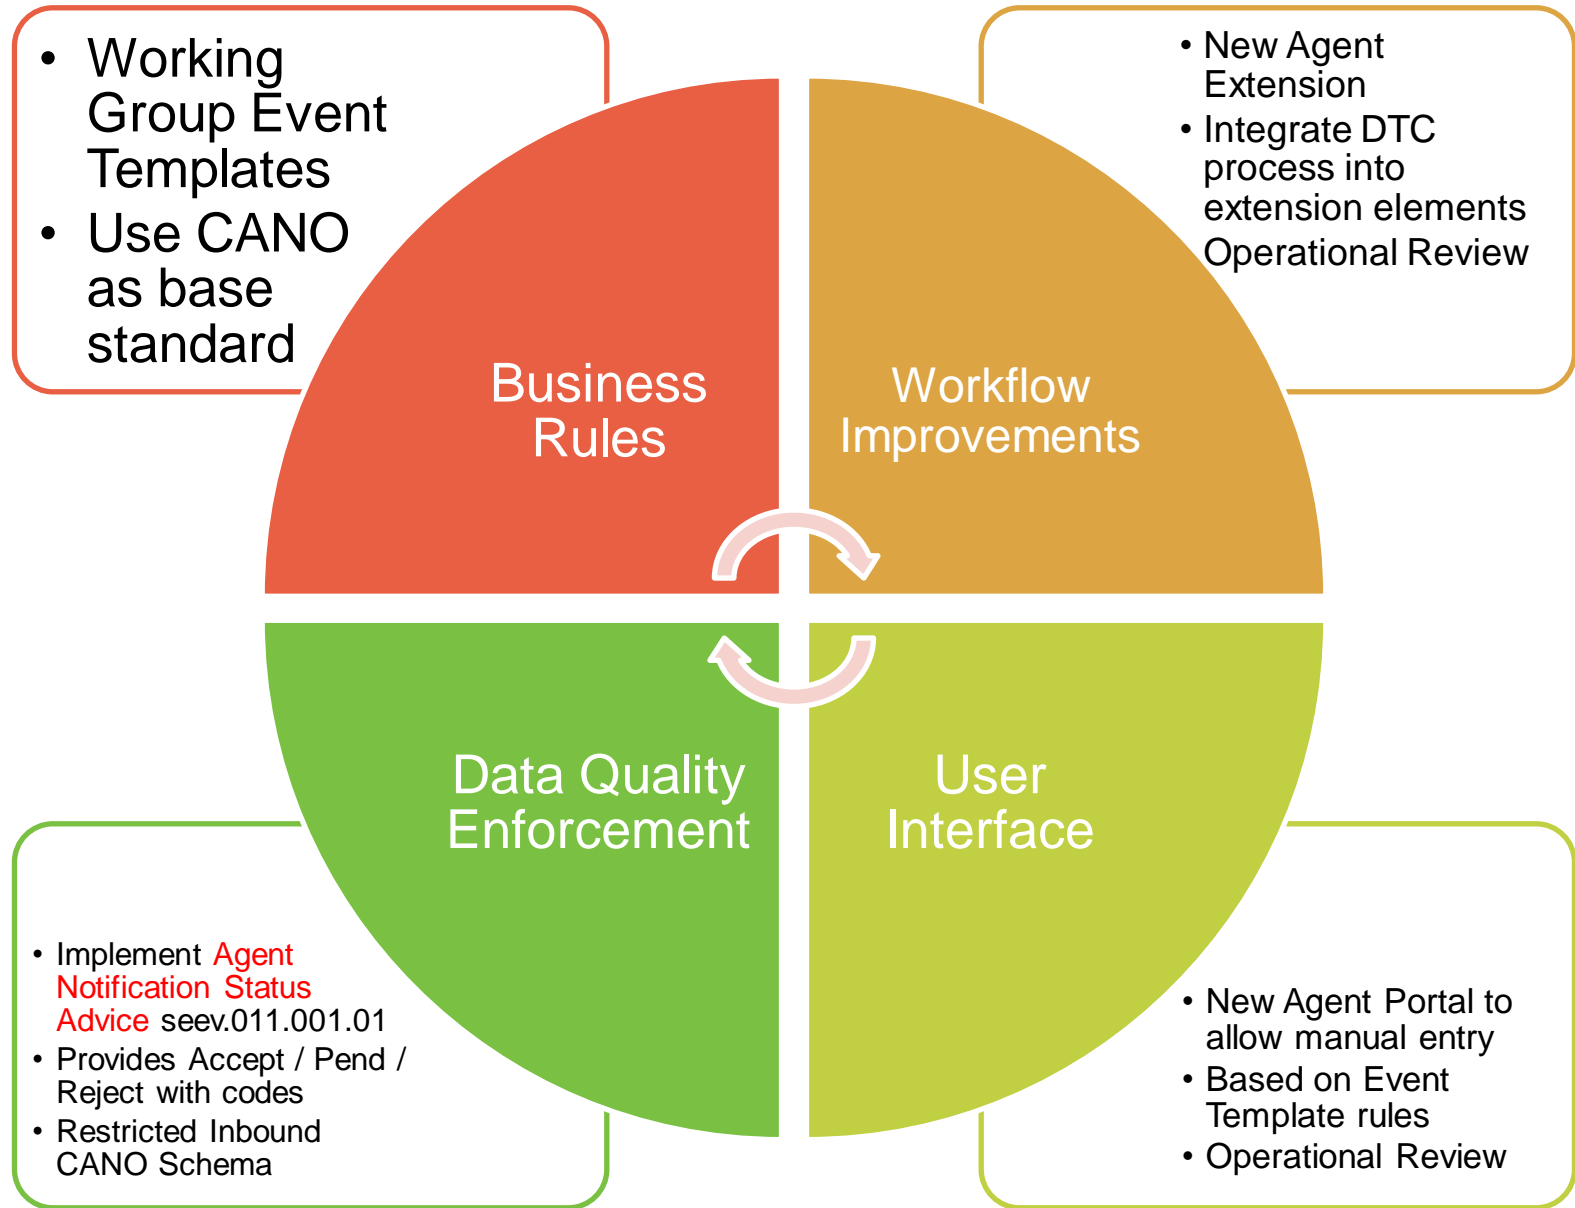 • Working
Group Event
Templates
• Use CANO
as base
standard
• New Agent
Extension
• Integrate DTC
process into
extension elements
Operational Review
Business
Rules
Workflow
Improvements
Data Quality
Enforcement
User
Interface
• Implement Agent
Notification Status
Advice seev.011.001.01
• Provides Accept / Pend /
Reject with codes
• Restricted Inbound
CANO Schema
• New Agent Portal to
allow manual entry
• Based on Event
Template rules
• Operational Review